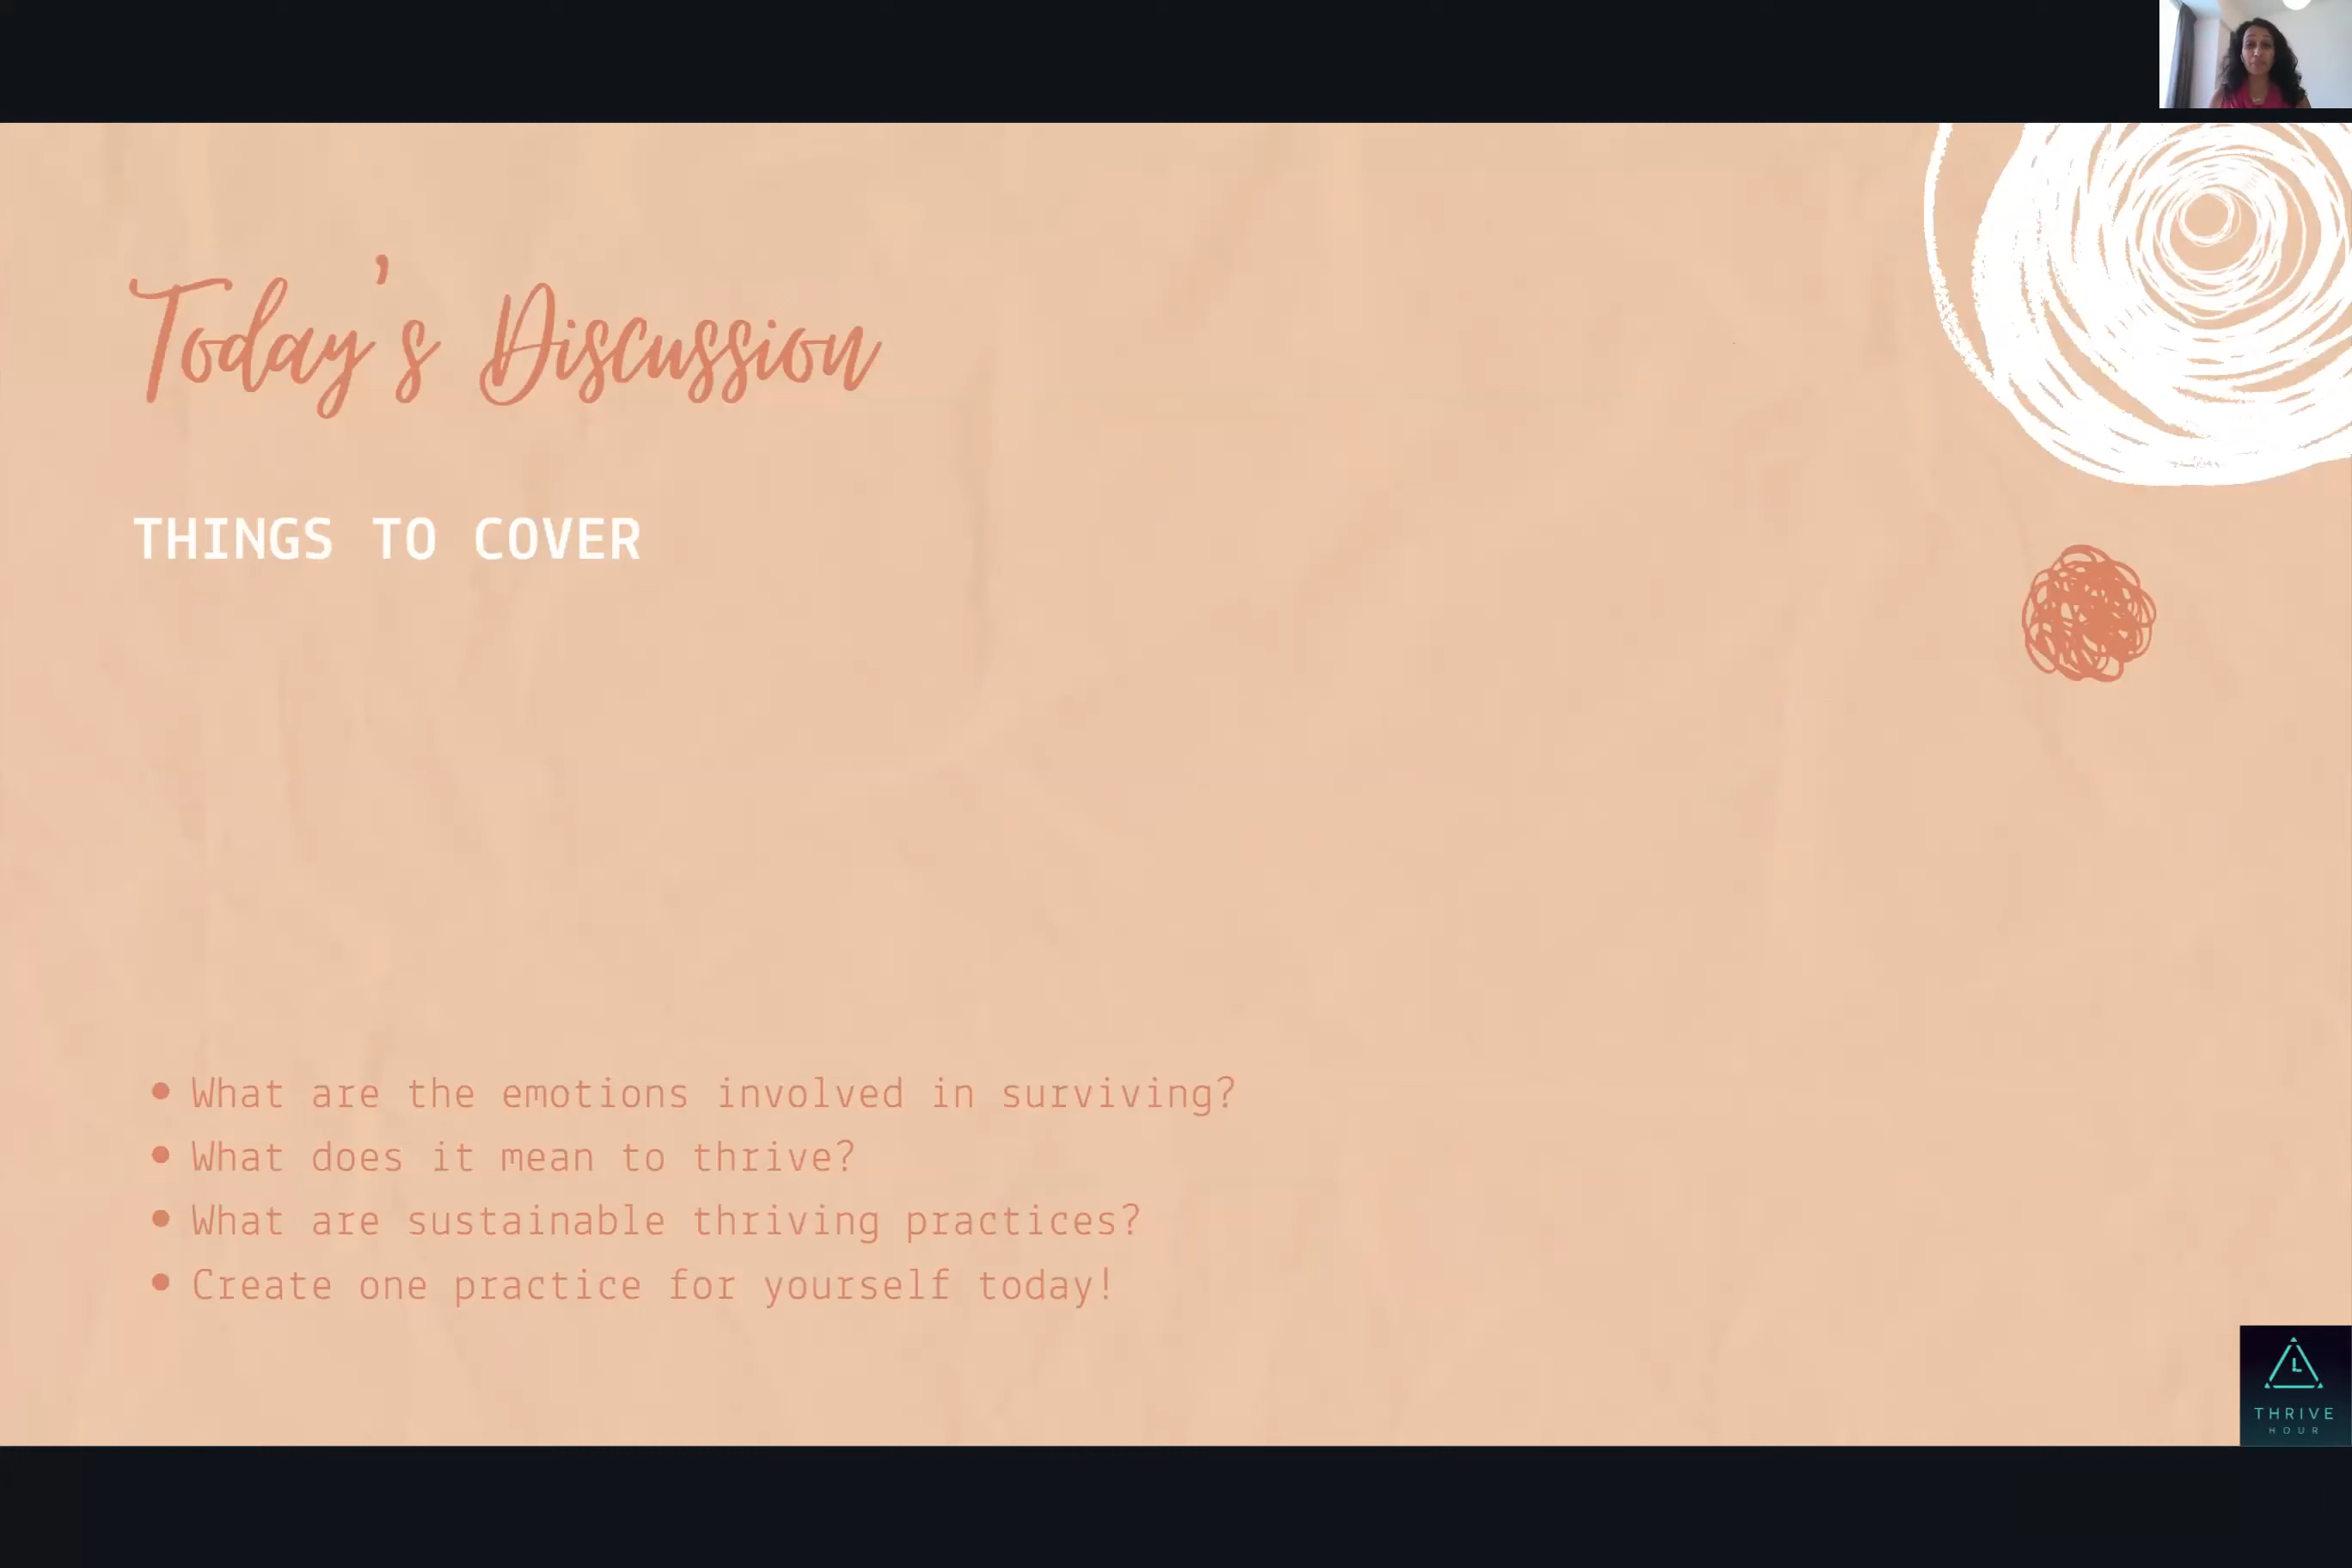 Today's Discussion
THINGS TO COVER
• What are the emotions involved in surviving?
• What does it mean to thrive?
• What are sustainable thriving practices?
• Create one practice for yourself today!
L
THRIVE
HOUR